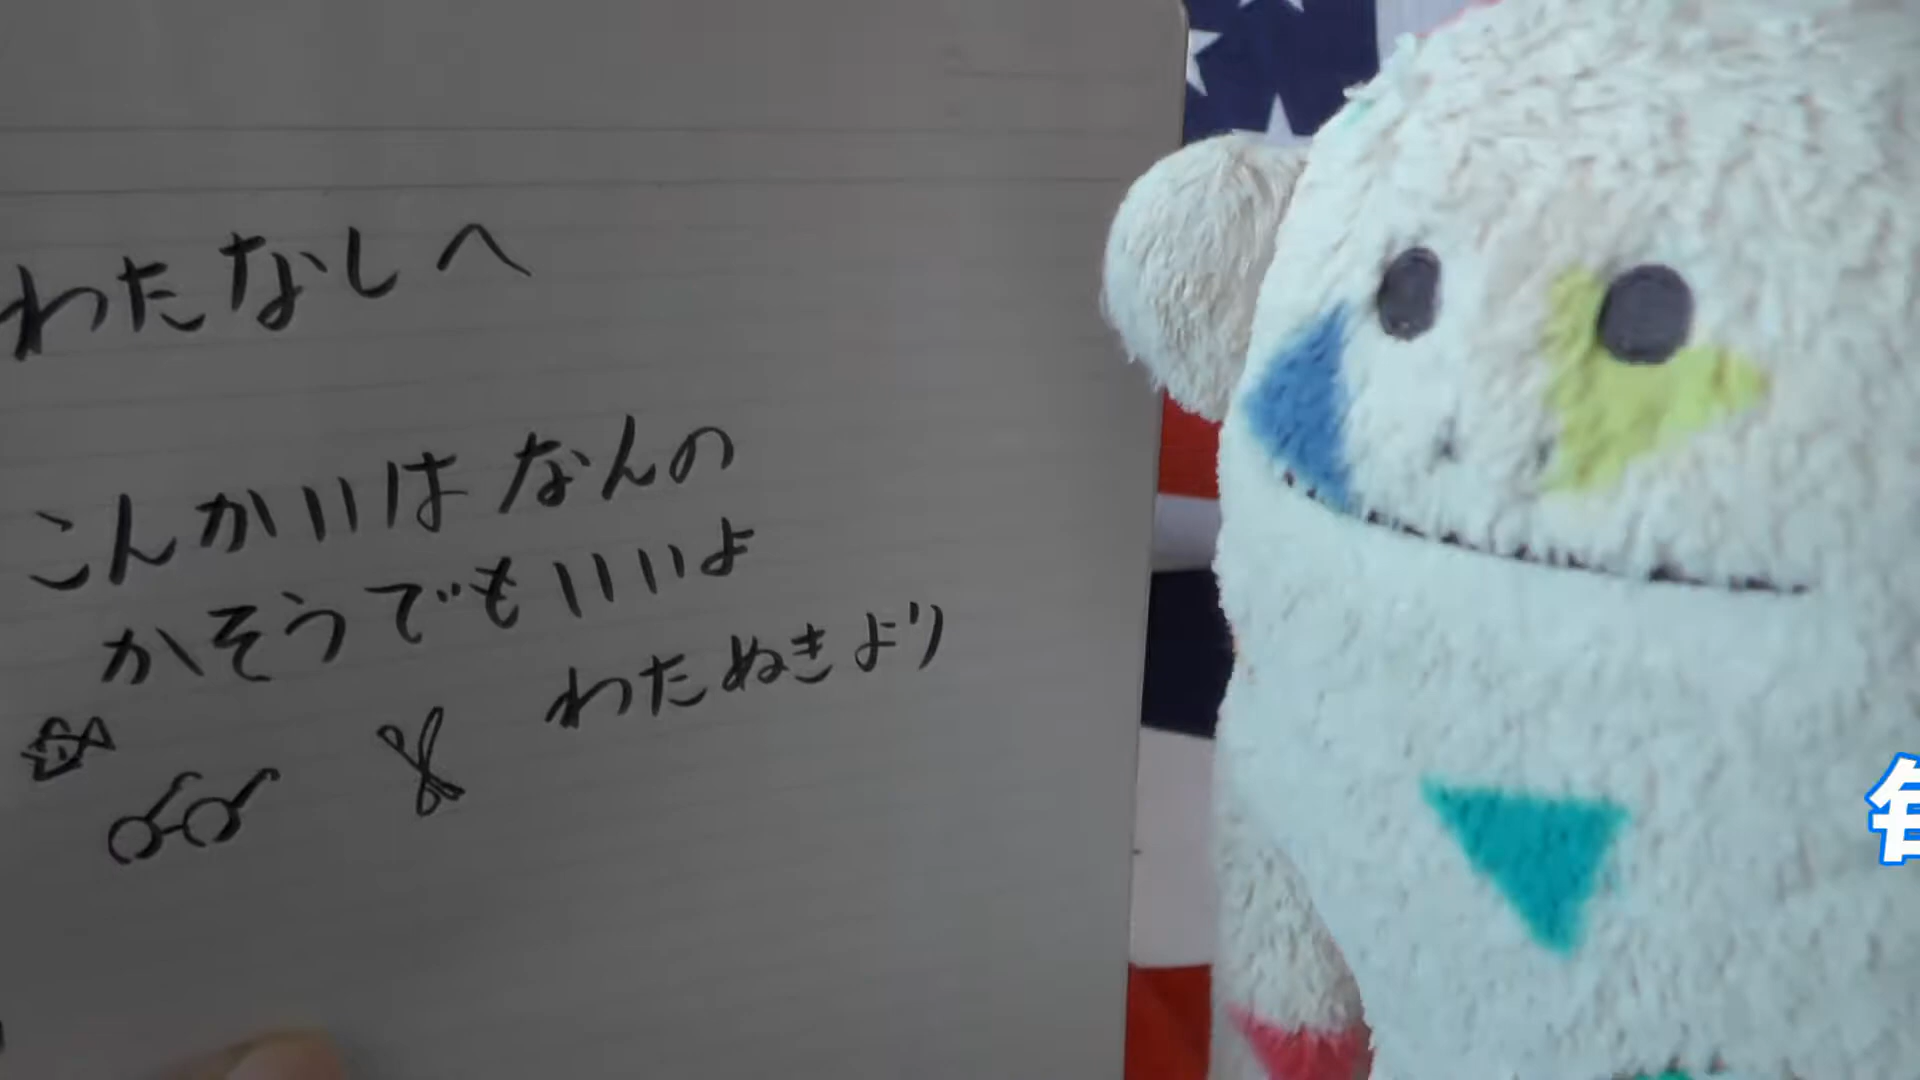 わたなしへ
こんかいはなんの
かそうでもいいよ
わたぬきより